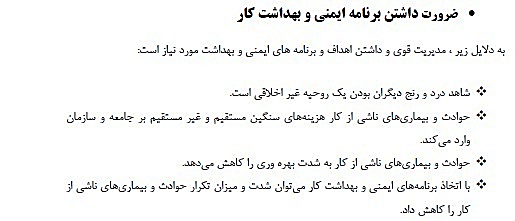 • ضرورت داشتن برنامه ایمنی و بهداشت کار
به دلایل زیر ، مدیریت قوی و داشتن اهداف و برنامه های ایمنی و بهداشت مورد نیاز است:
❖ شاهد درد و رنج دیگران بودن یک روحیه غیر اخلاقی است.
❖ حوادث و بیماری‌های ناشی از کار هزینه‌های سنگین مستقیم و غیر مستقیم بر جامعه و سازمان
وارد می‌کند.
❖ حوادث و بیماری‌های ناشی از کار به شدت بهره وری را کاهش می‌دهد.
❖ با اتخاذ برنامه‌های ایمنی و بهداشت کار می‌توان شدت و میزان تکرار حوادث و بیماری‌های ناشی از
کار را کاهش داد.